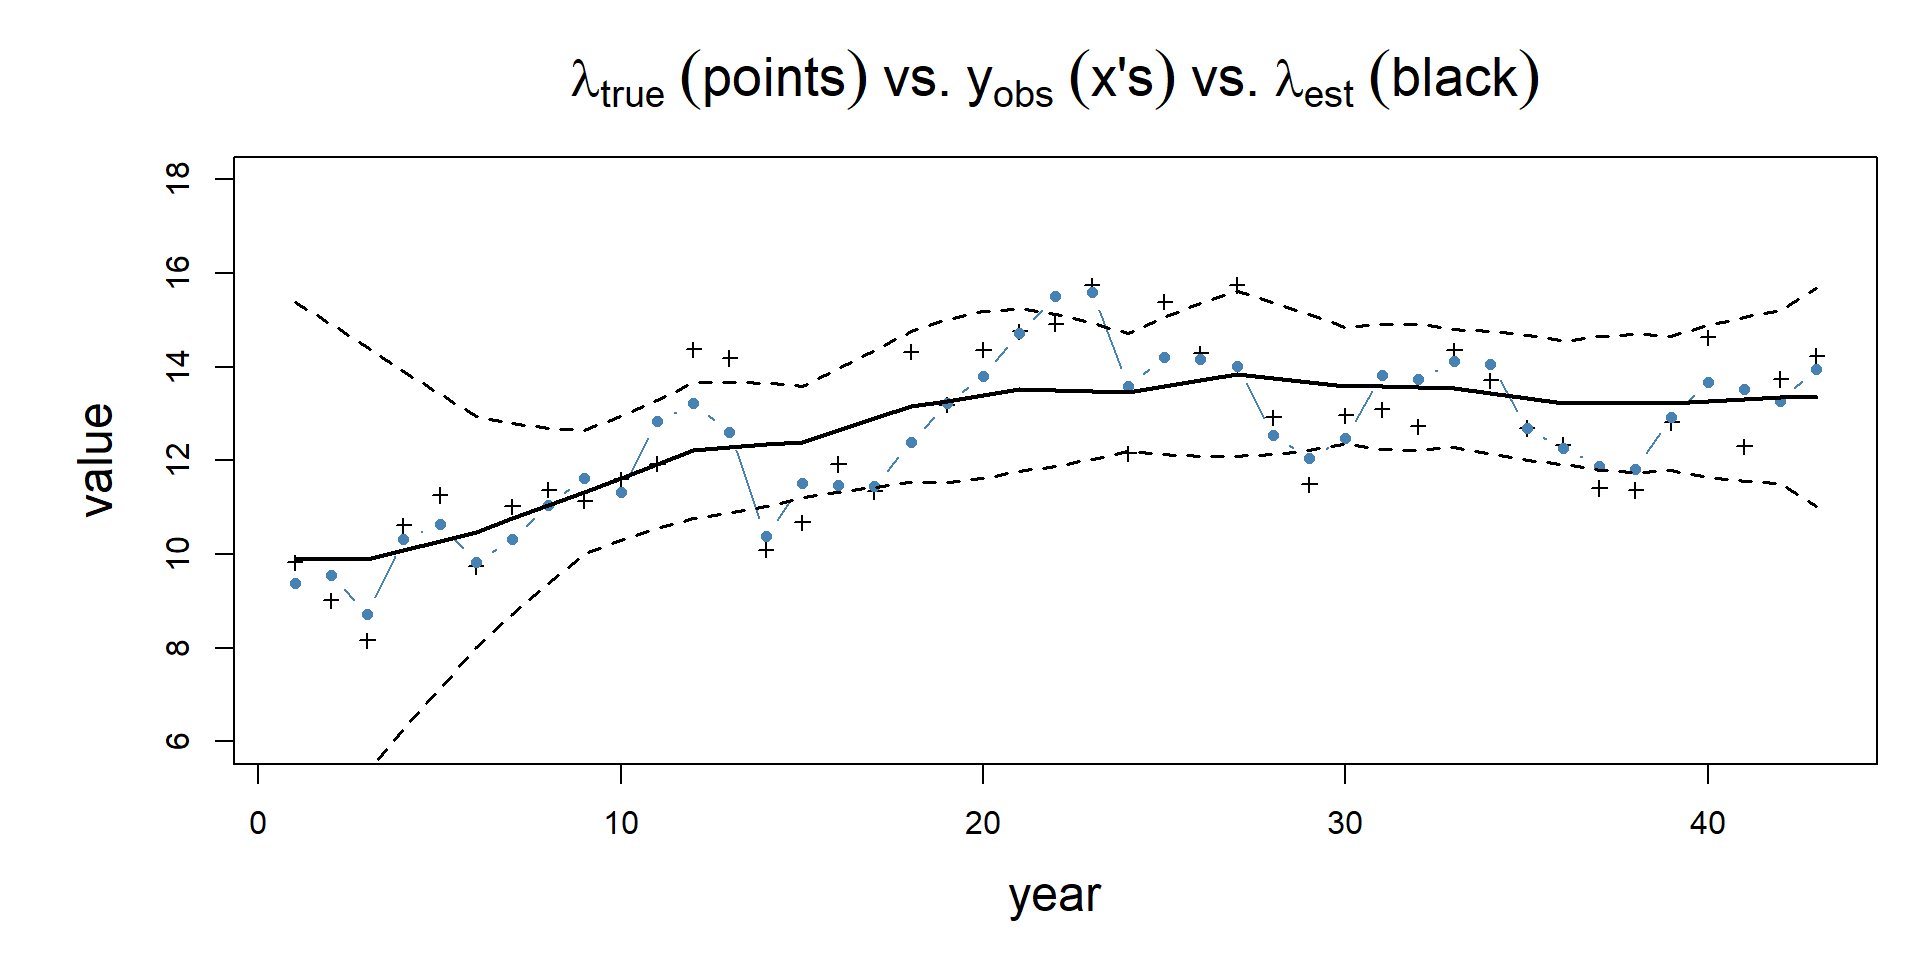 λtrue (points) vs. yobs (x's) vs. λest (black)
value
18
16
14
12
10
8
6
0 10 20 30 40
year